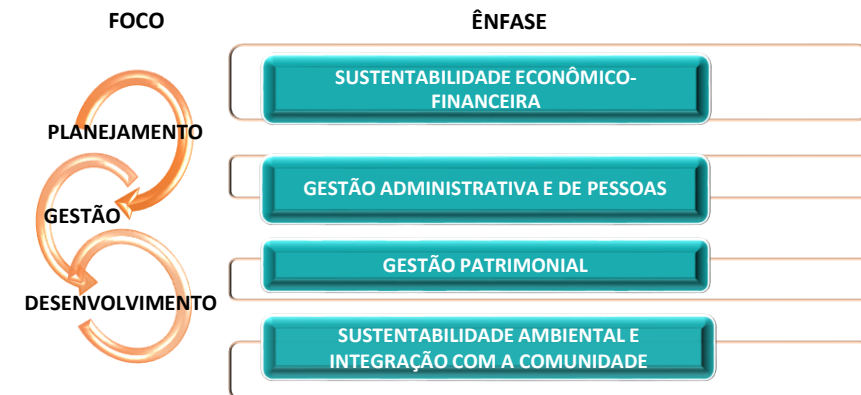 FOCO
ÊNFASE
SUSTENTABILIDADE ECONÔMICO-
FINANCEIRA
PLANEJAMENTO
GESTÃO ADMINISTRATIVA E DE PESSOAS
GESTÃO
GESTÃO PATRIMONIAL
DESENVOLVIMENTO
SUSTENTABILIDADE AMBIENTAL E
INTEGRAÇÃO COM A COMUNIDADE